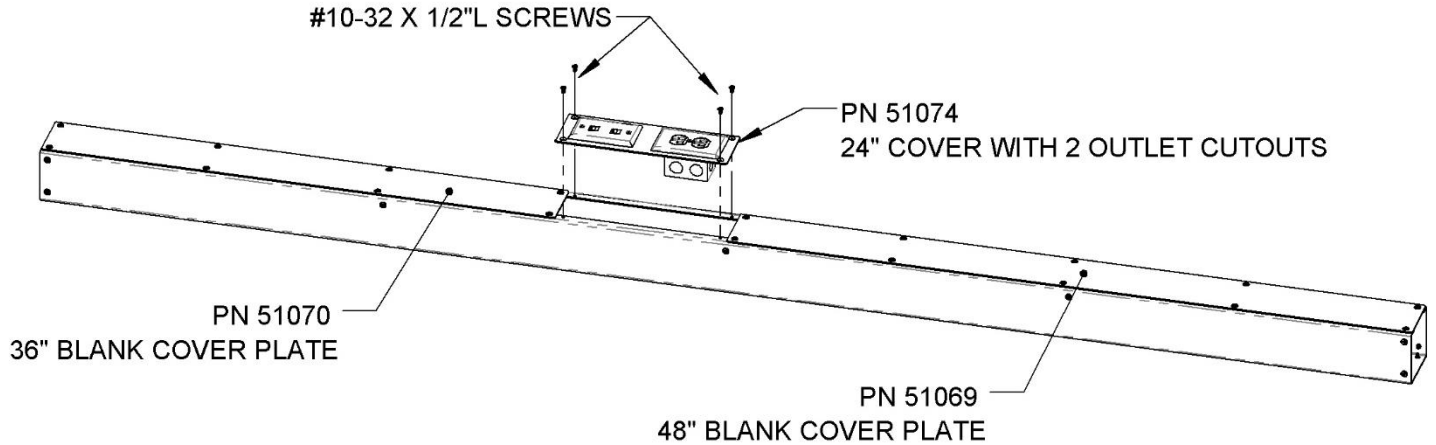 #10-32 X 1/2"L SCREWS
PN 51074
24" COVER WITH 2 OUTLET CUTOUTS
PN 51070
36" BLANK COVER PLATE
PN 51069
48" BLANK COVER PLATE